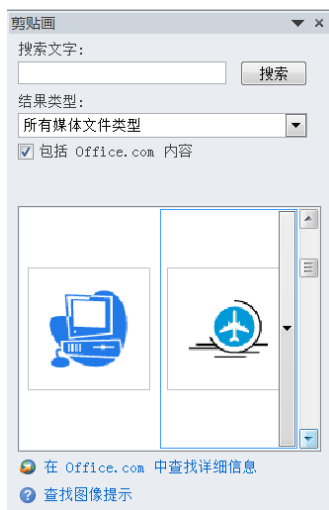 剪贴画
搜索文字:
搜索
结果类型:
所有媒体文件类型
包括 Office.com 内容
在 Office.com 中查找详细信息
查找图像提示